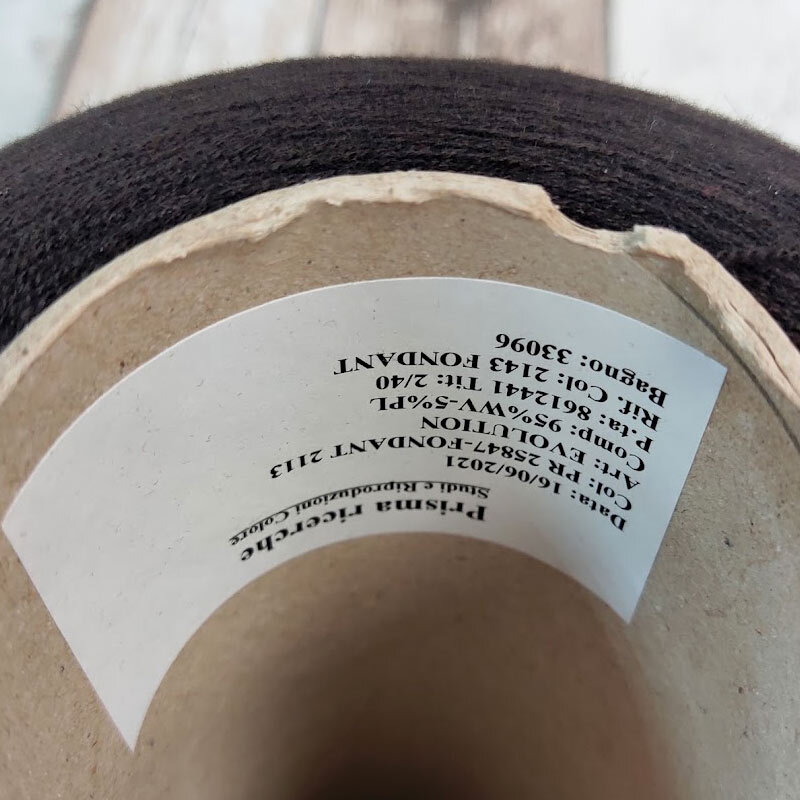 Prisma ricerche
Studi e Riproduzioni Colore
Data: 16/06/2021
Col: PR 25847-FONDANT 2113
Art: EVOLUTION
Comp: 95%WV-5%PL
P.ta: 8612441 Tit: 2/40
Rif. Col: 2143 FONDANT
Bagno: 33096